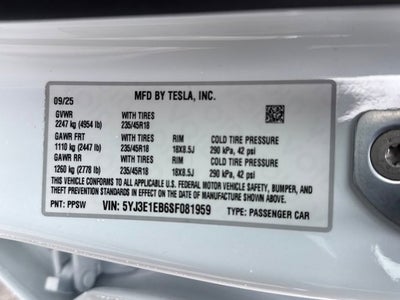 MFD BY TESLA, INC.
09/25
GVWR WITH TIRES
2247 kg (4954 lb) 235/45R18
GAWR FRT WITH TIRES RIM COLD TIRE PRESSURE
1110 kg (2447 lb) 235/45R18 18X8.5J 290 kPa, 42 psi
GAWR RR WITH TIRES RIM COLD TIRE PRESSURE
1260 kg (2778 lb) 235/45R18 18X8.5J 290 kPa, 42 psi
THIS VEHICLE CONFORMS TO ALL APPLICABLE FEDERAL MOTOR VEHICLE SAFETY, BUMPER, AND
THEFT PREVENTION STANDARDS IN EFFECT ON THE DATE OF MANUFACTURE SHOWN ABOVE.
PNT: PPSW VIN: 5YJ3E1EB6SF081959 TYPE: PASSENGER CAR